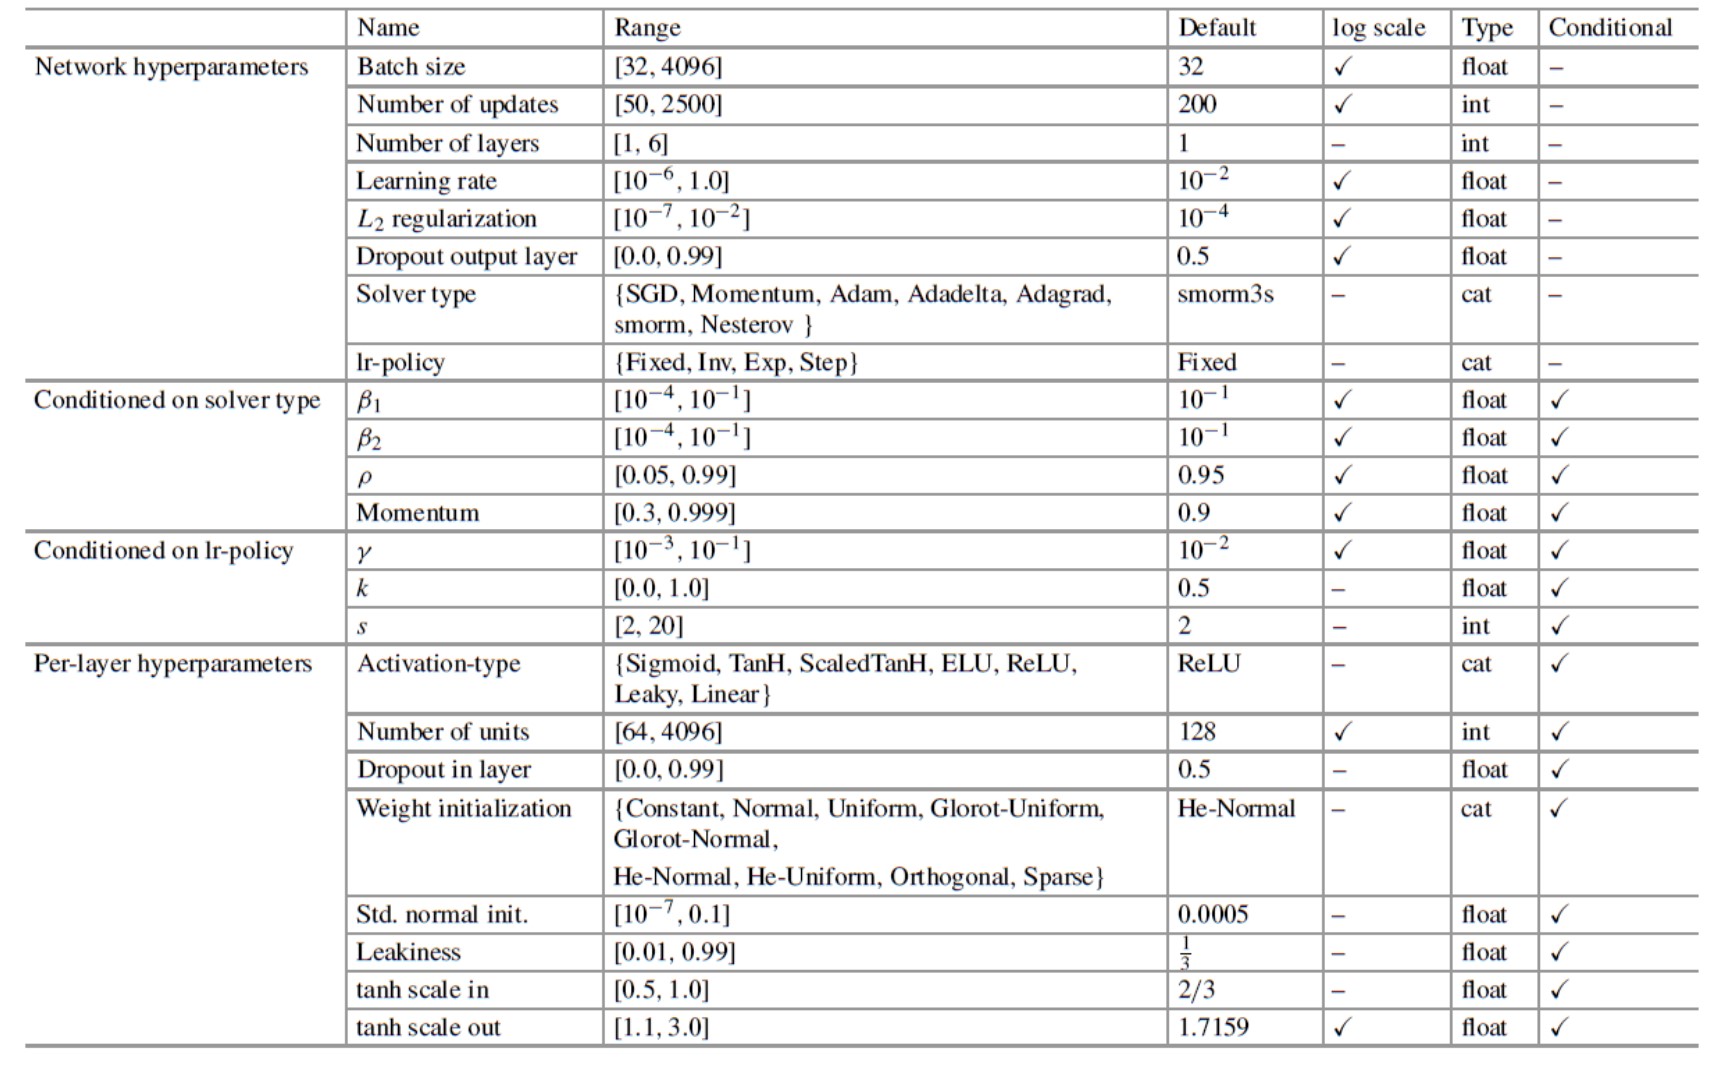 Name Range Default log scale Type Conditional
Network hyperparameters Batch size [32, 4096] 32 ✓ float –
Number of updates [50, 2500] 200 ✓ int –
Number of layers [1, 6] 1 – int –
Learning rate [10⁻⁶, 1.0] 10⁻² ✓ float –
L₂ regularization [10⁻⁷, 10⁻²] 10⁻⁴ ✓ float –
Dropout output layer [0.0, 0.99] 0.5 ✓ float –
Solver type {SGD, Momentum, Adam, Adadelta, Adagrad, smorm3s – cat –
smorm, Nesterov }
lr-policy {Fixed, Inv, Exp, Step} Fixed – cat –
Conditioned on solver type β₁ [10⁻⁴, 10⁻¹] 10⁻¹ ✓ float ✓
β₂ [10⁻⁴, 10⁻¹] 10⁻¹ ✓ float ✓
ρ [0.05, 0.99] 0.95 ✓ float ✓
Momentum [0.3, 0.999] 0.9 ✓ float ✓
Conditioned on lr-policy γ [10⁻³, 10⁻¹] 10⁻² ✓ float ✓
k [0.0, 1.0] 0.5 – float ✓
s [2, 20] 2 – int ✓
Per-layer hyperparameters Activation-type {Sigmoid, TanH, ScaledTanH, ELU, ReLU, ReLU – cat ✓
Leaky, Linear}
Number of units [64, 4096] 128 ✓ int ✓
Dropout in layer [0.0, 0.99] 0.5 – float ✓
Weight initialization {Constant, Normal, Uniform, Glorot-Uniform, He-Normal – cat ✓
Glorot-Normal,
He-Normal, He-Uniform, Orthogonal, Sparse}
Std. normal init. [10⁻⁷, 0.1] 0.0005 – float ✓
Leakiness [0.01, 0.99] ⅓ – float ✓
tanh scale in [0.5, 1.0] 2/3 – float ✓
tanh scale out [1.1, 3.0] 1.7159 ✓ float ✓